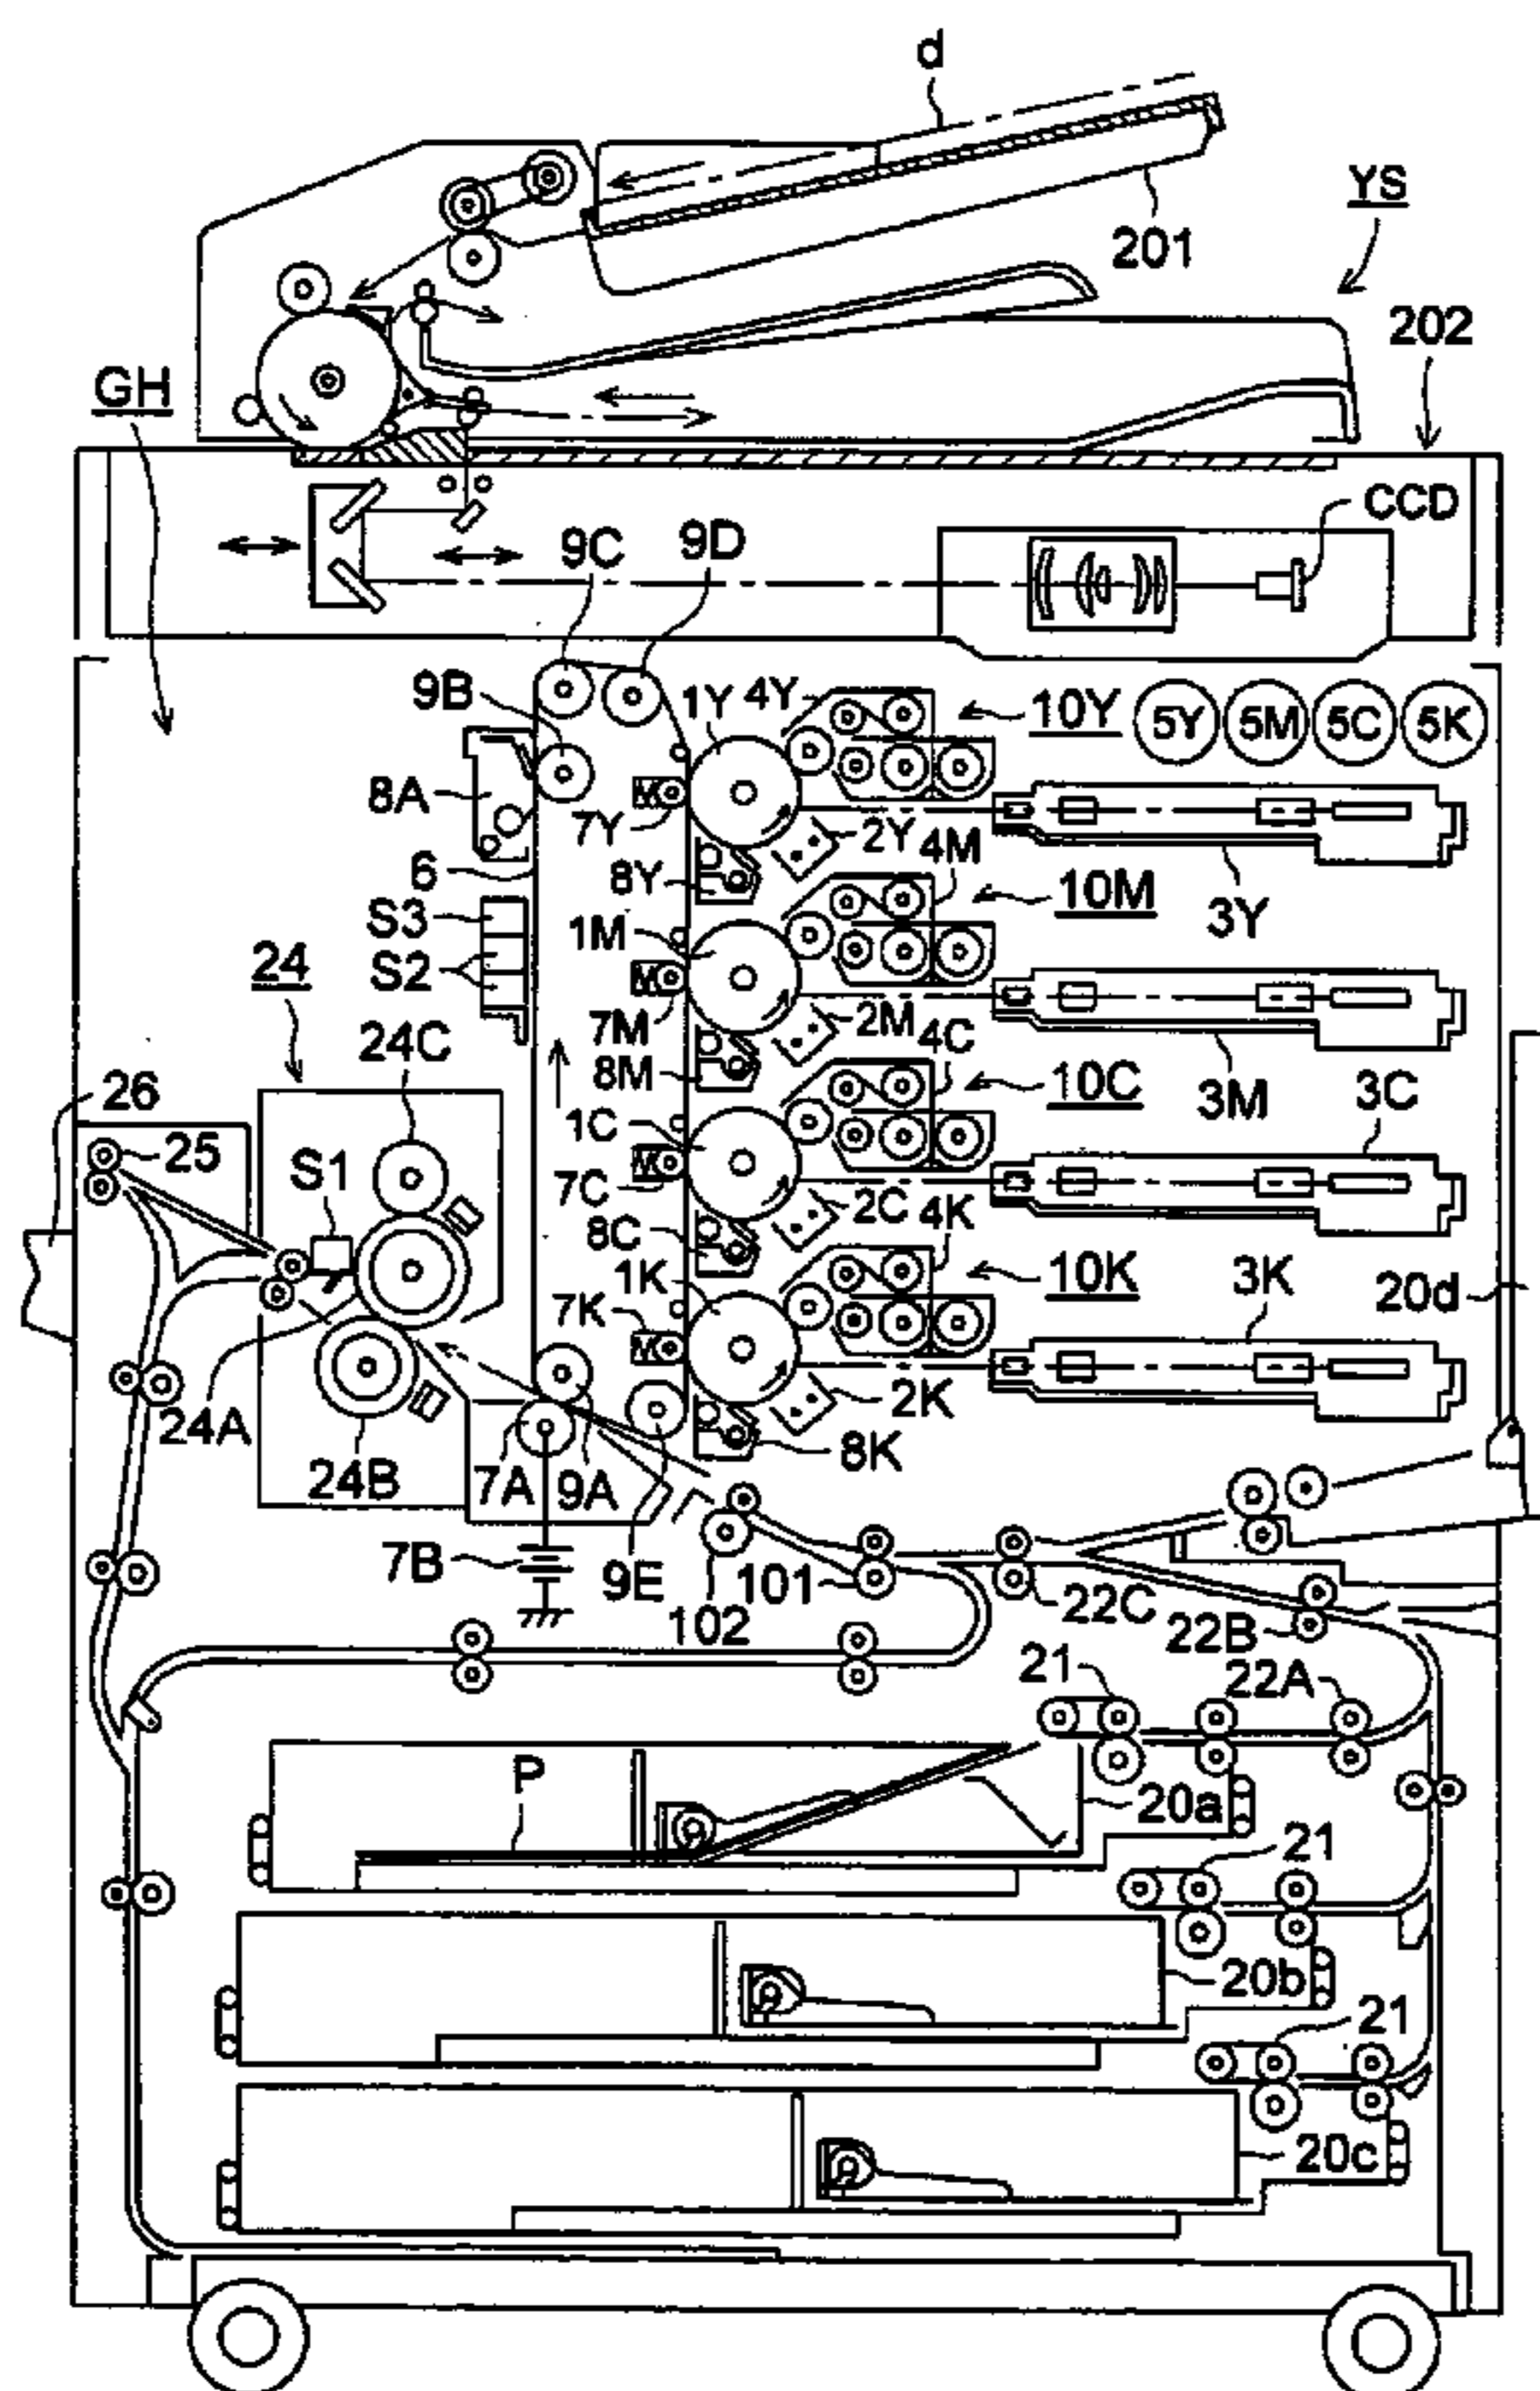 d
YS
201
202
GH
CCD
9C
9D
9B
1Y
4Y
10Y
5Y 5M 5C 5K
8A
7Y
2Y
4M
6
8Y
10M
3Y
S3
1M
S2
24
7M
2M
4C
24C
8M
10C
3M
3C
26
1C
25
S1
7C
2C
4K
8C
1K
10K
3K
20d
7K
24A
2K
24B
7A
9A
8K
7B
9E
101
22C
102
22B
21
22A
P
20a
21
20b
21
20c